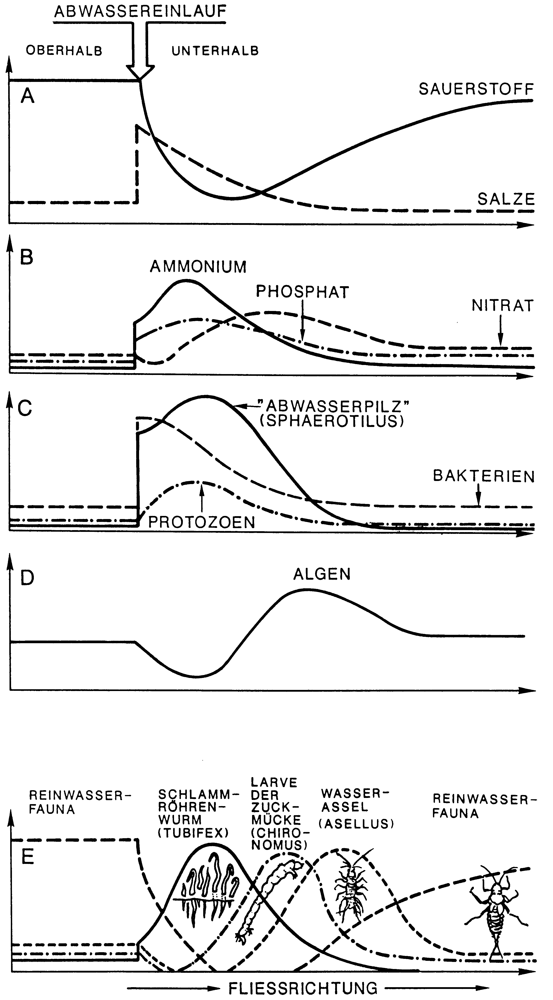 ABWASSEREINLAUF
OBERHALB
UNTERHALB
A
SAUERSTOFF
SALZE
B
AMMONIUM
PHOSPHAT
NITRAT
C
"ABWASSERPILZ"
(SPHAEROTILUS)
BAKTERIEN
PROTOZOEN
D
ALGEN
REINWASSER-
FAUNA
SCHLAMM-
RÖHREN-
WURM
(TUBIFEX)
LARVE
DER
ZUCK-
MÜCKE
(CHIRO-
NOMUS)
WASSER-
ASSEL
(ASELLUS)
REINWASSER-
FAUNA
E
FLIESSRICHTUNG